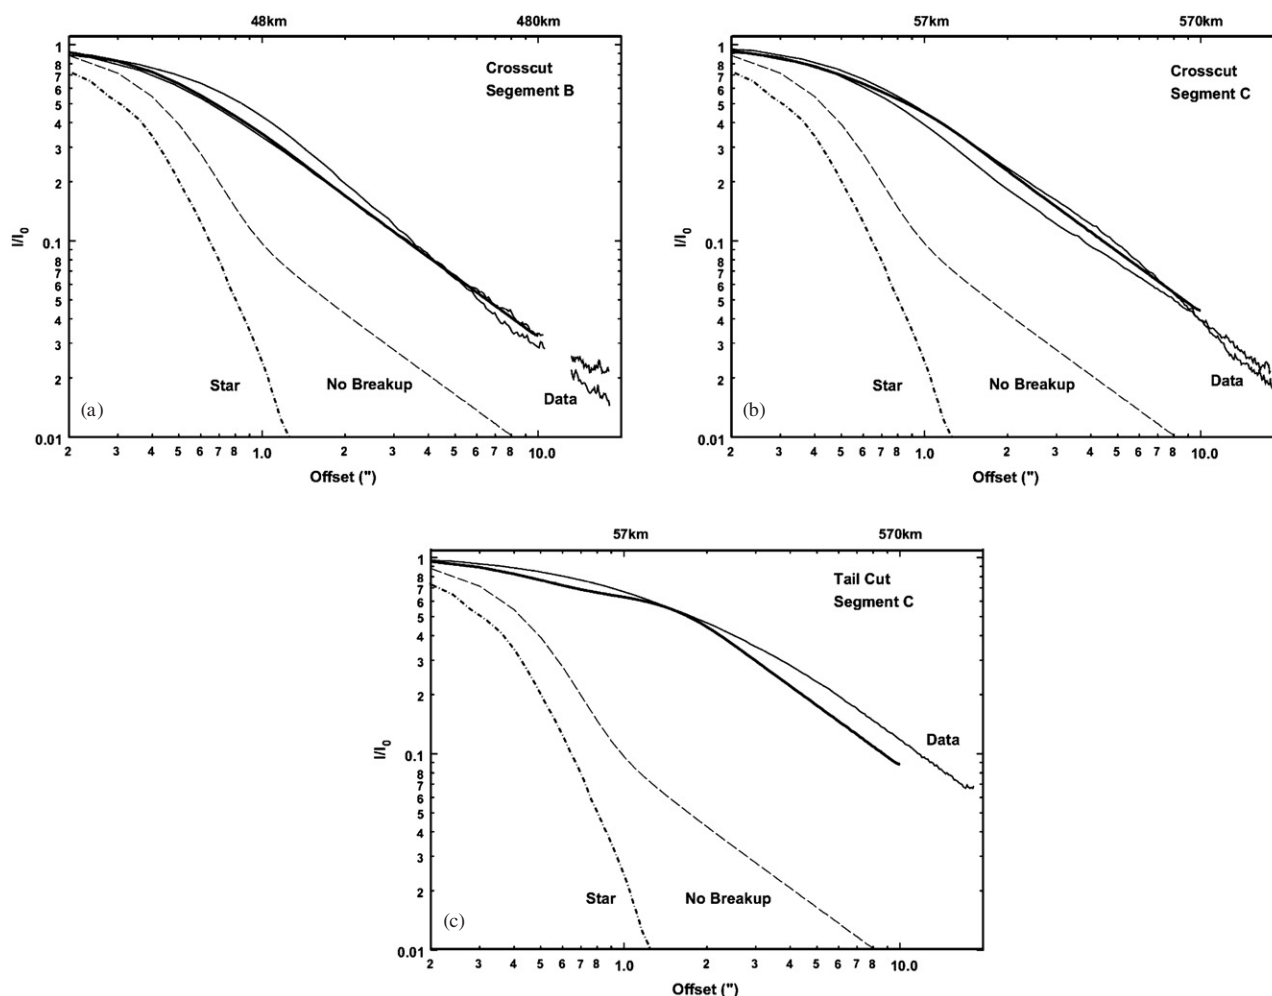 48km 480km
1
8
7
6
5
4
3
2
0.1
8
7
6
5
4
3
2
0.01
I/I0
Crosscut
Segement B
Star
No Breakup
Data
(a)
2 3 4 5 6 7 8 1.0 2 3 4 5 6 7 8 10.0
Offset (")
57km 570km
1
8
7
6
5
4
3
2
0.1
8
7
6
5
4
3
2
0.01
I/I0
Crosscut
Segment C
Star
No Breakup
Data
(b)
2 3 4 5 6 7 8 1.0 2 3 4 5 6 7 8 10.0
Offset (")
57km 570km
1
8
7
6
5
4
3
2
0.1
8
7
6
5
4
3
2
0.01
I/I0
Tail Cut
Segment C
Data
Star
No Breakup
(c)
2 3 4 5 6 7 8 1.0 2 3 4 5 6 7 8 10.0
Offset (")